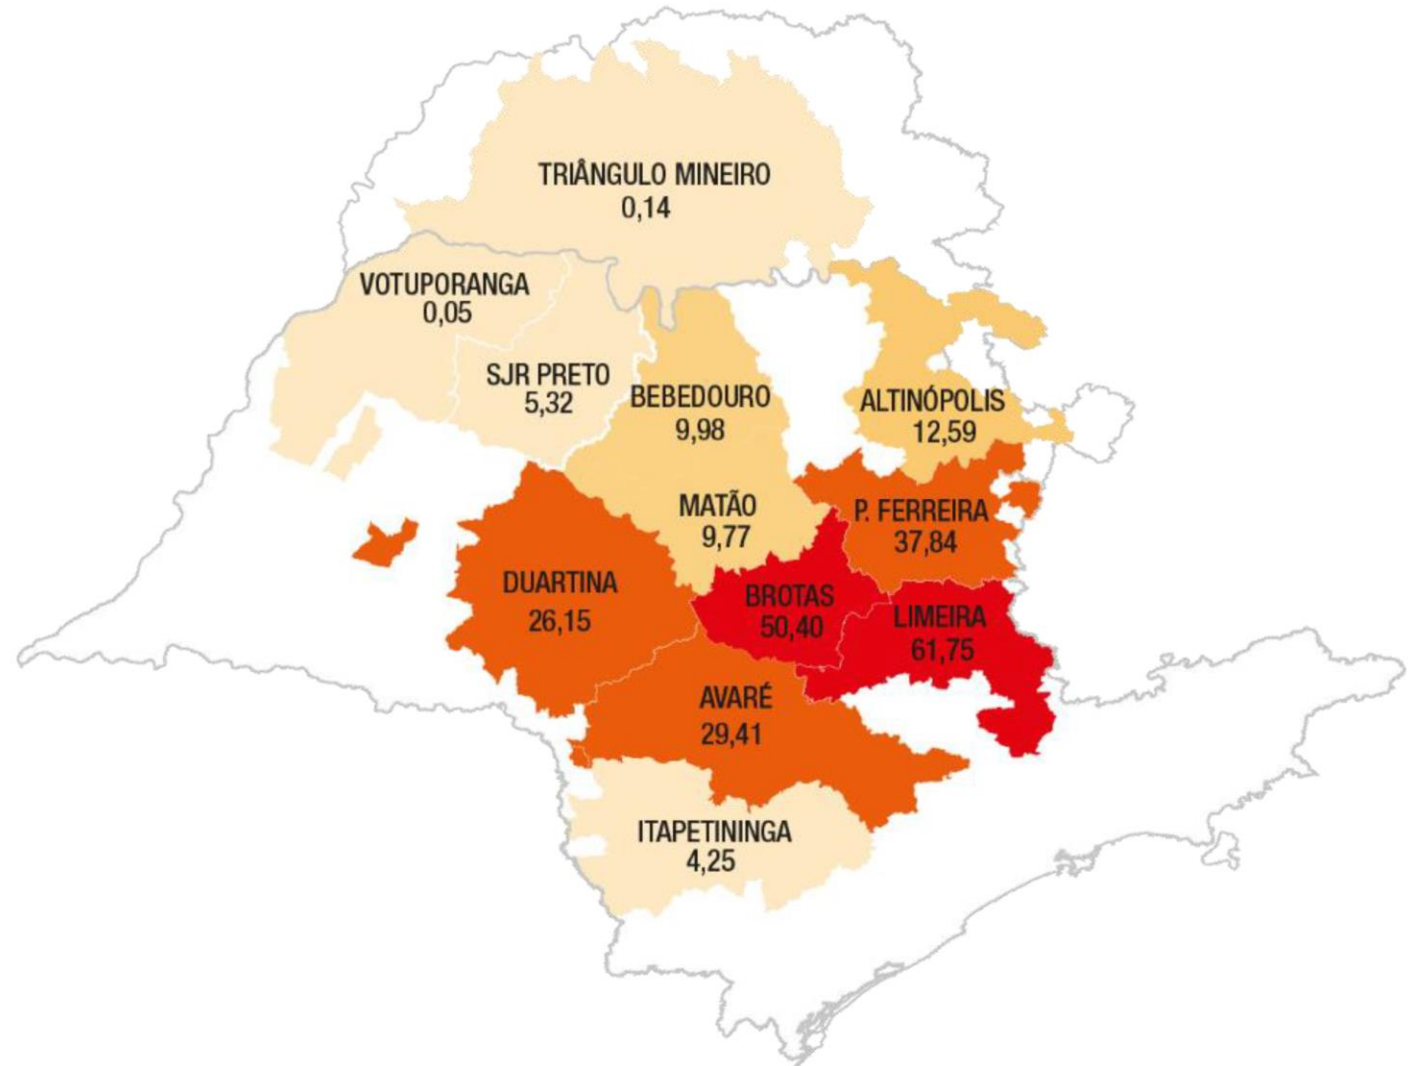 TRIÂNGULO MINEIRO
0,14
VOTUPORANGA
0,05
SJR PRETO
5,32
BEBEDOURO
9,98
ALTINÓPOLIS
12,59
MATÃO
9,77
P. FERREIRA
37,84
DUARTINA
26,15
BROTAS
50,40
LIMEIRA
61,75
AVARÉ
29,41
ITAPETININGA
4,25